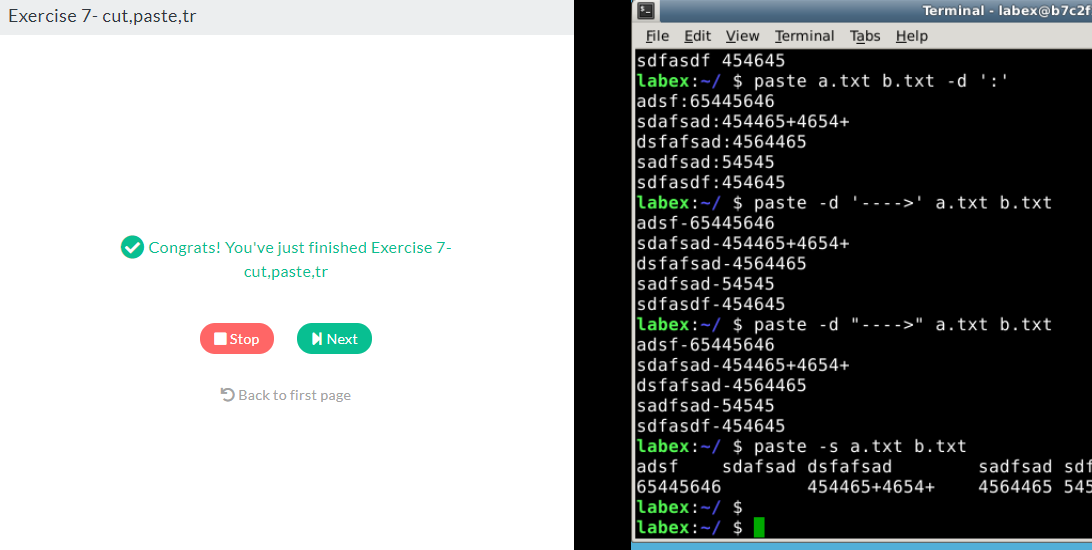 Exercise 7- cut,paste,tr
Congrats! You've just finished Exercise 7-
cut,paste,tr
Stop
Next
Back to first page
Terminal - labex@b7c2f
File Edit View Terminal Tabs Help
sdfasdf 454645
labex:~/ $ paste a.txt b.txt -d ':'
adsf:65445646
sdafsad:454465+4654+
dsfafsad:4564465
sadfsad:54545
sdfasdf:454645
labex:~/ $ paste -d '---->' a.txt b.txt
adsf-65445646
sdafsad-454465+4654+
dsfafsad-4564465
sadfsad-54545
sdfasdf-454645
labex:~/ $ paste -d "---->" a.txt b.txt
adsf-65445646
sdafsad-454465+4654+
dsfafsad-4564465
sadfsad-54545
sdfasdf-454645
labex:~/ $ paste -s a.txt b.txt
adsf    sdafsad dsfafsad        sadfsad sdf
65445646        454465+4654+    4564465 545
labex:~/ $
labex:~/ $